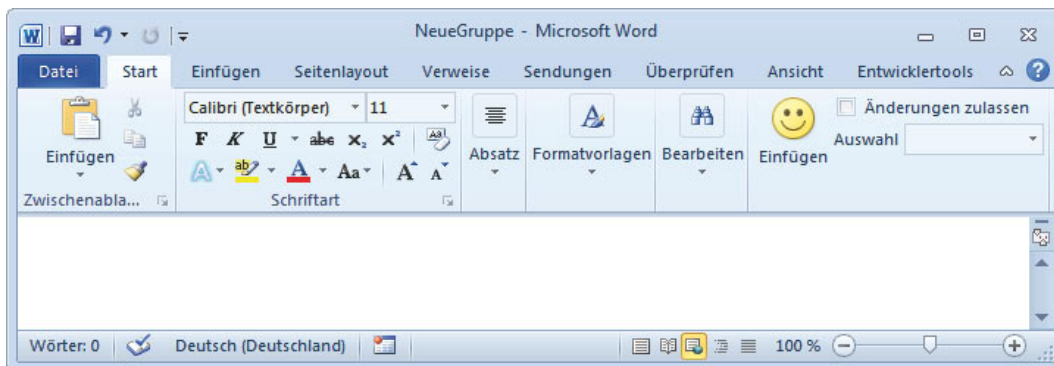 NeueGruppe - Microsoft Word
Datei Start Einfügen Seitenlayout Verweise Sendungen Überprüfen Ansicht Entwicklertools
Calibri (Textkörper) 11
F K U abe x₂ x²
Aa A A
Einfügen
Zwischenabla...
Schriftart
Absatz
Formatvorlagen
Bearbeiten
Einfügen
Änderungen zulassen
Auswahl
Wörter: 0 Deutsch (Deutschland) 100 %